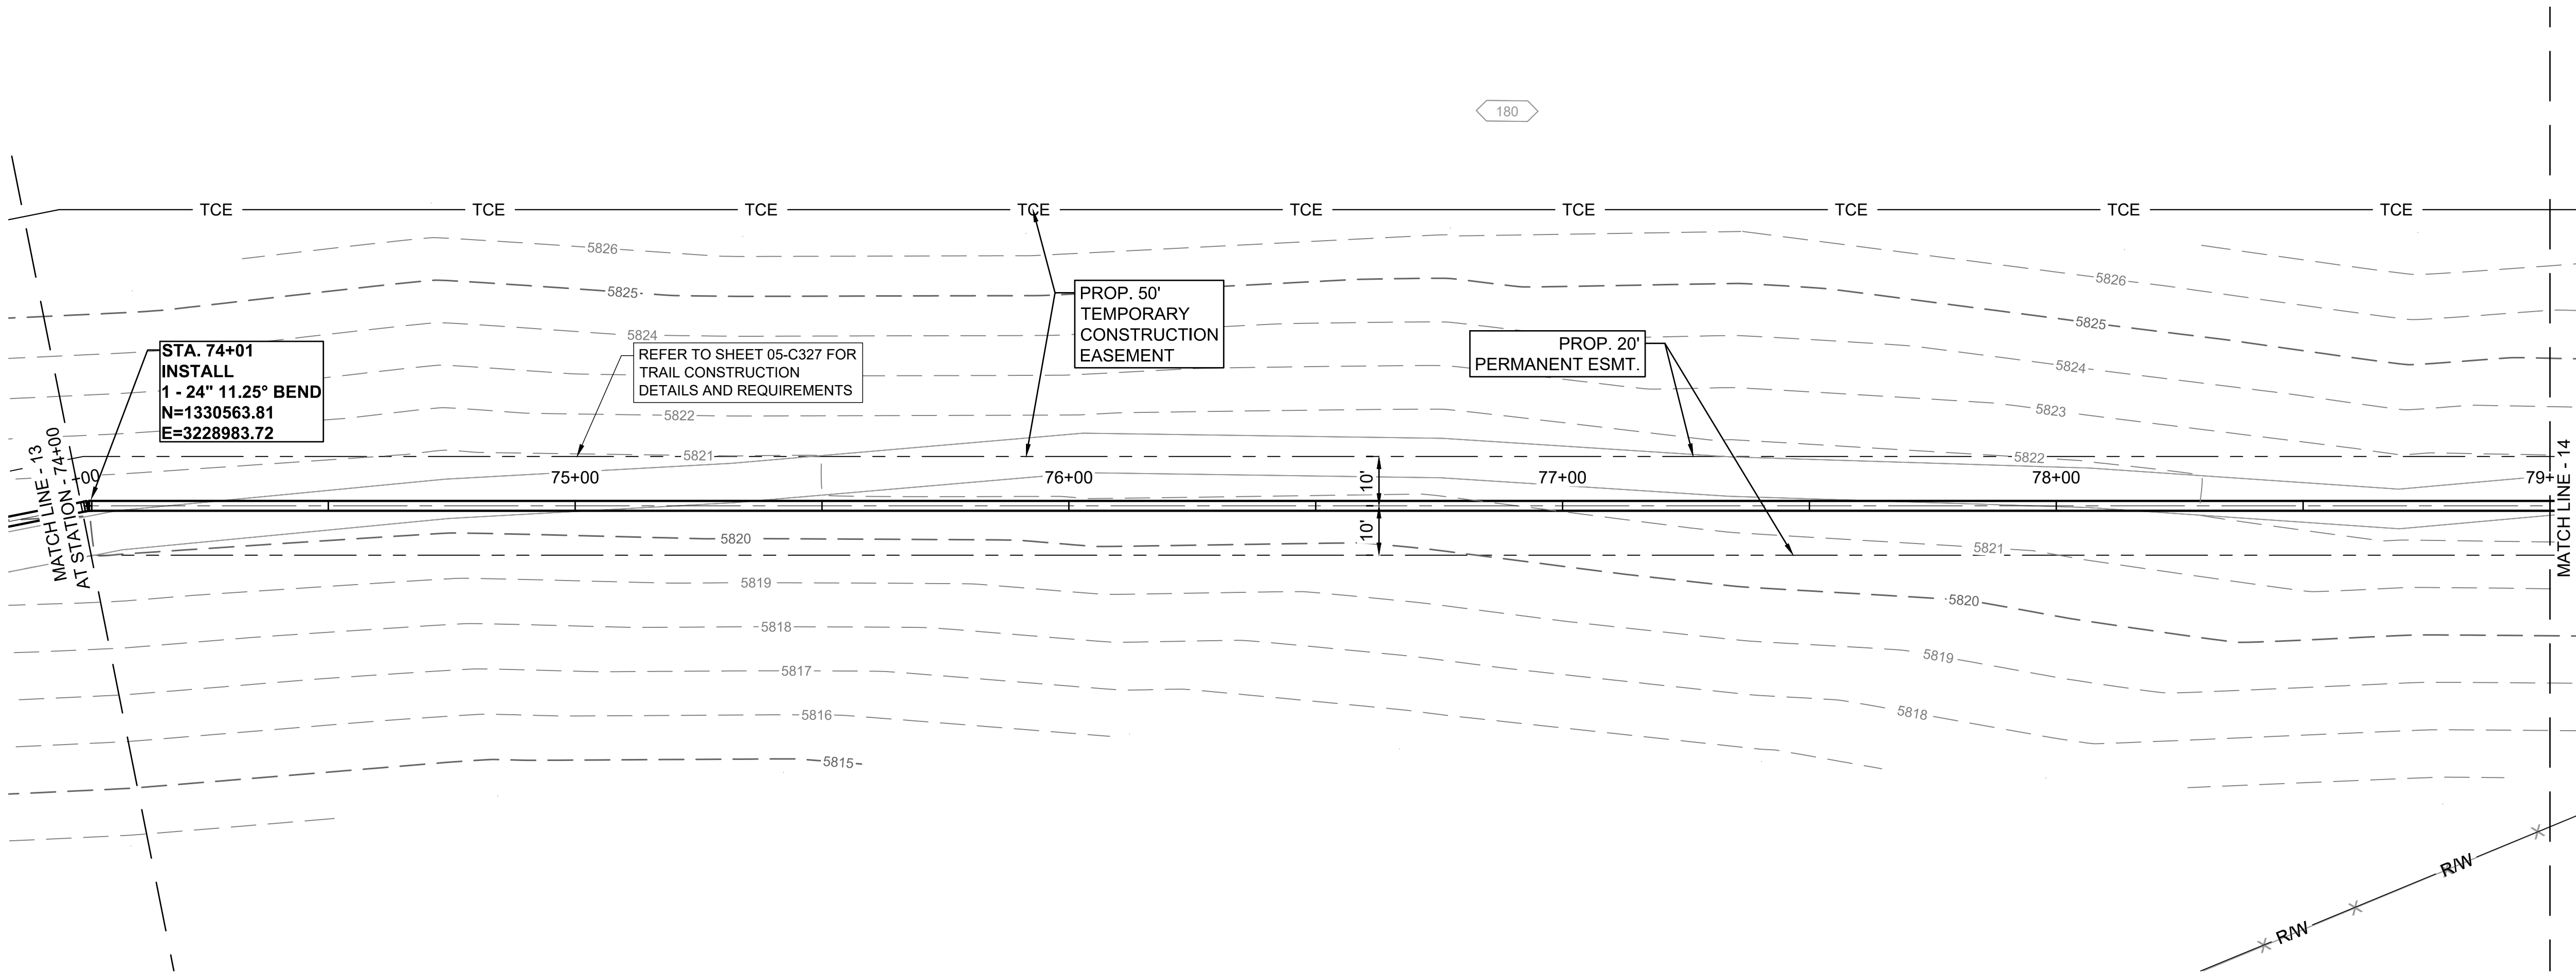 180
TCE TCE TCE TCE TCE TCE TCE TCE TCE
5826
5826
5825
5825
PROP. 50'
TEMPORARY
CONSTRUCTION
EASEMENT
5824
5824
PROP. 20'
PERMANENT ESMT.
STA. 74+01
INSTALL
1 - 24" 11.25° BEND
N=1330563.81
E=3228983.72
REFER TO SHEET 05-C327 FOR
TRAIL CONSTRUCTION
DETAILS AND REQUIREMENTS
5823
5822
5822
5821
MATCH LINE - 13
AT STATION - 74+00
+00 75+00 76+00 77+00 78+00 79+
10'
10'
MATCH LINE - 14
5820
5821
5819
5820
5818
5819
5817
5818
5816
5815
R/W
R/W